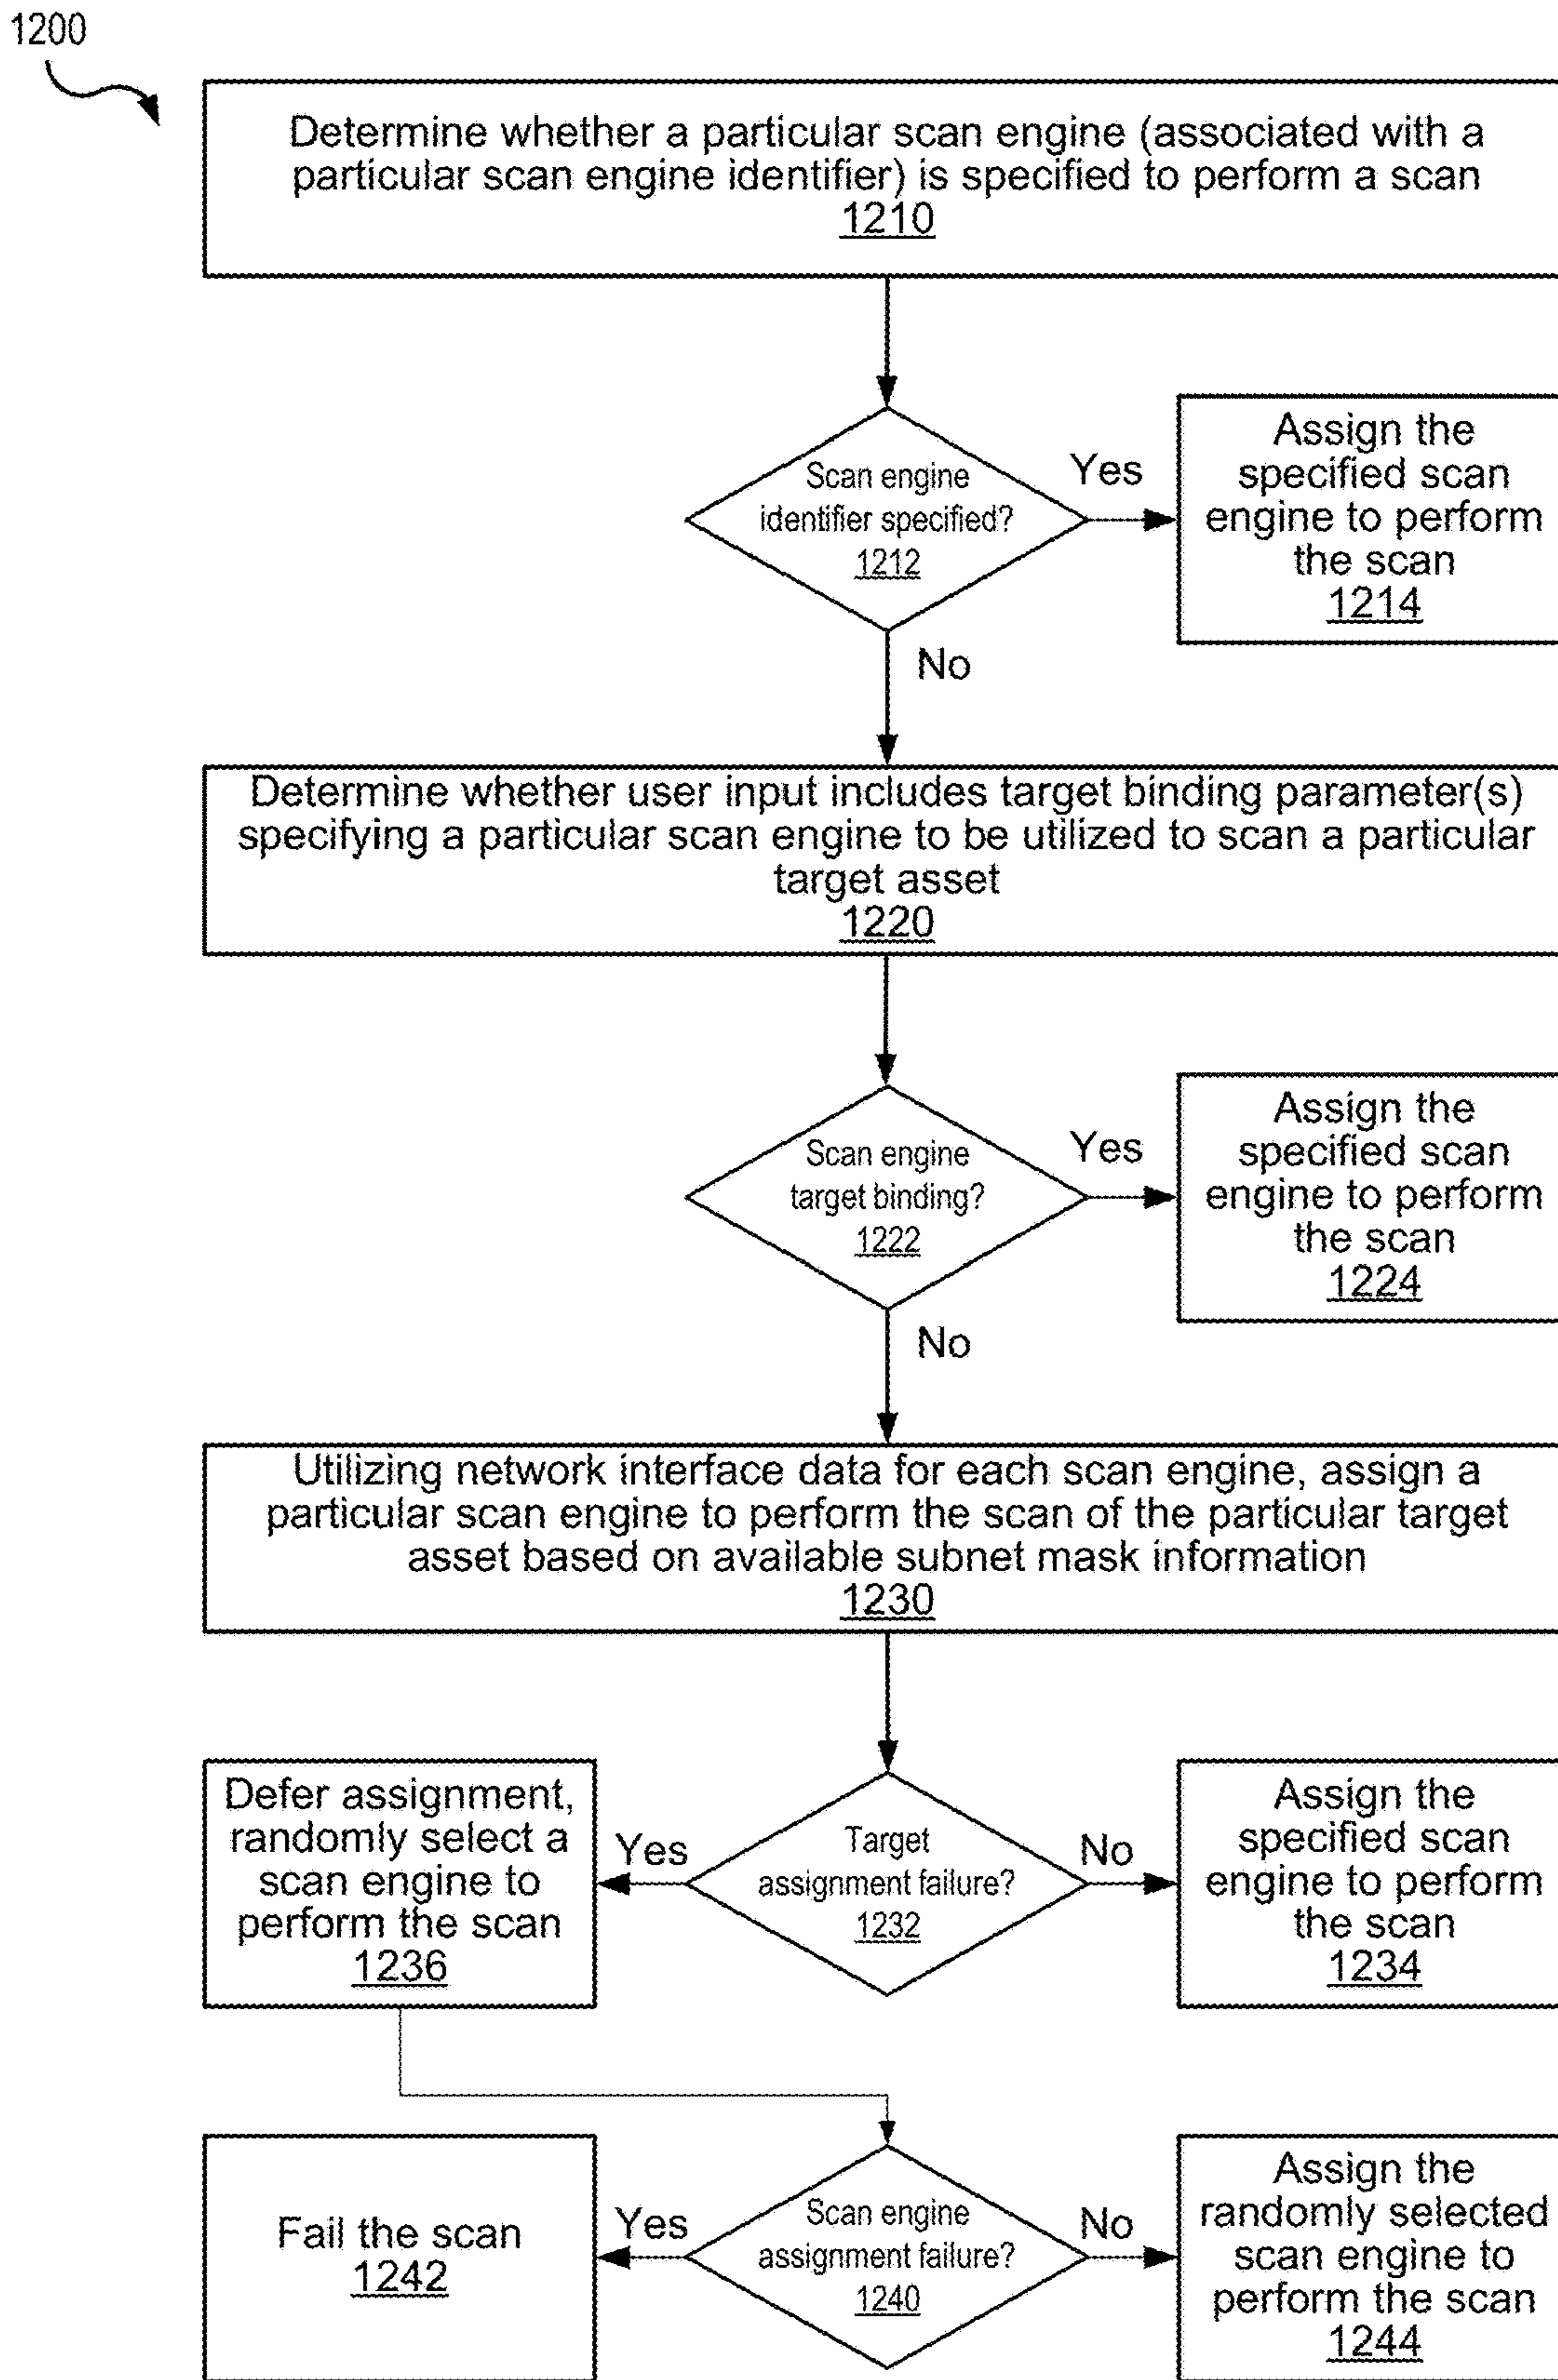 1200
Determine whether a particular scan engine (associated with a
particular scan engine identifier) is specified to perform a scan
1210
Scan engine
identifier specified?
1212
Yes
Assign the
specified scan
engine to perform
the scan
1214
No
Determine whether user input includes target binding parameter(s)
specifying a particular scan engine to be utilized to scan a particular
target asset
1220
Scan engine
target binding?
1222
Yes
Assign the
specified scan
engine to perform
the scan
1224
No
Utilizing network interface data for each scan engine, assign a
particular scan engine to perform the scan of the particular target
asset based on available subnet mask information
1230
Defer assignment,
randomly select a
scan engine to
perform the scan
1236
Yes
Target
assignment failure?
1232
No
Assign the
specified scan
engine to perform
the scan
1234
Fail the scan
1242
Yes
Scan engine
assignment failure?
1240
No
Assign the
randomly selected
scan engine to
perform the scan
1244